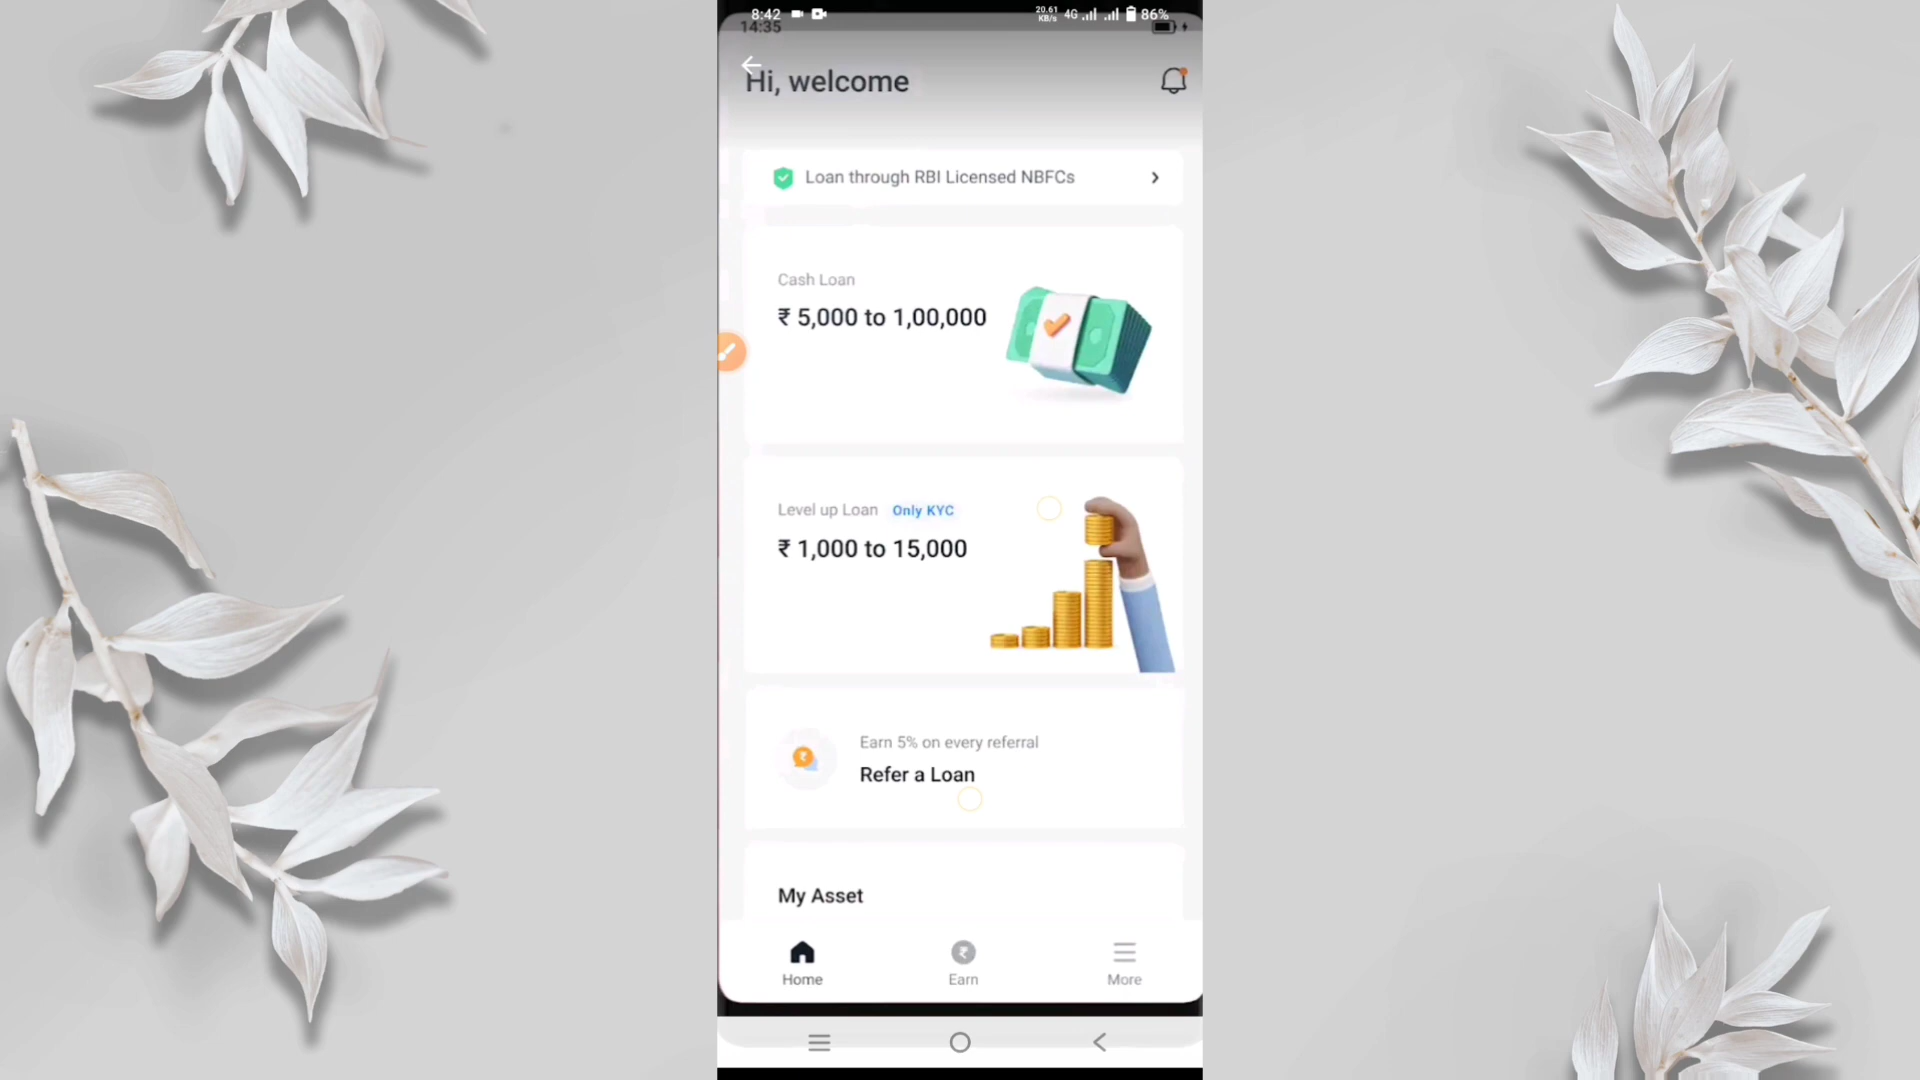 8:42
20.61
KB/s
4G
86%
14:35
Hi, welcome
Loan through RBI Licensed NBFCs
Cash Loan
₹ 5,000 to 1,00,000
Level up Loan Only KYC
₹ 1,000 to 15,000
Earn 5% on every referral
Refer a Loan
My Asset
Home
Earn
More